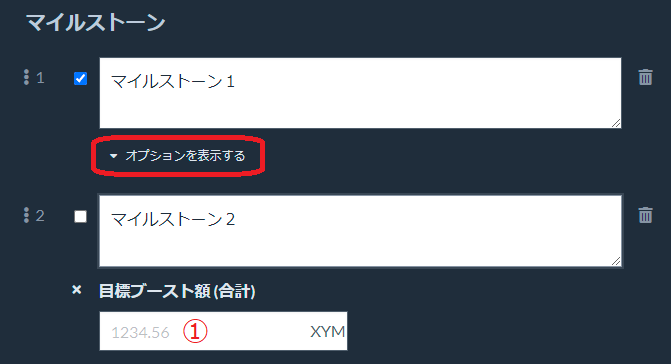 マイルストーン
1
マイルストーン１
オプションを表示する
2
マイルストーン２
× 目標ブースト額 (合計)
1234.56 ① XYM